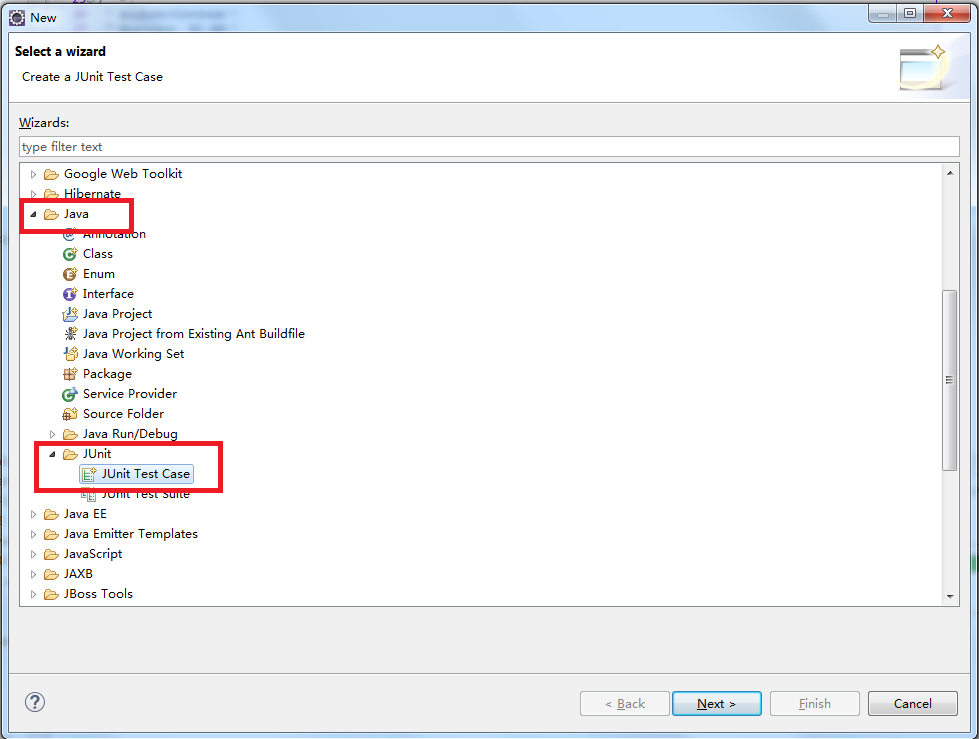 New
Select a wizard
Create a JUnit Test Case
Wizards:
type filter text
Google Web Toolkit
Hibernate
Java
Annotation
Class
Enum
Interface
Java Project
Java Project from Existing Ant Buildfile
Java Working Set
Package
Service Provider
Source Folder
Java Run/Debug
JUnit
JUnit Test Case
JUnit Test Suite
Java EE
Java Emitter Templates
JavaScript
JAXB
JBoss Tools
< Back Next > Finish Cancel